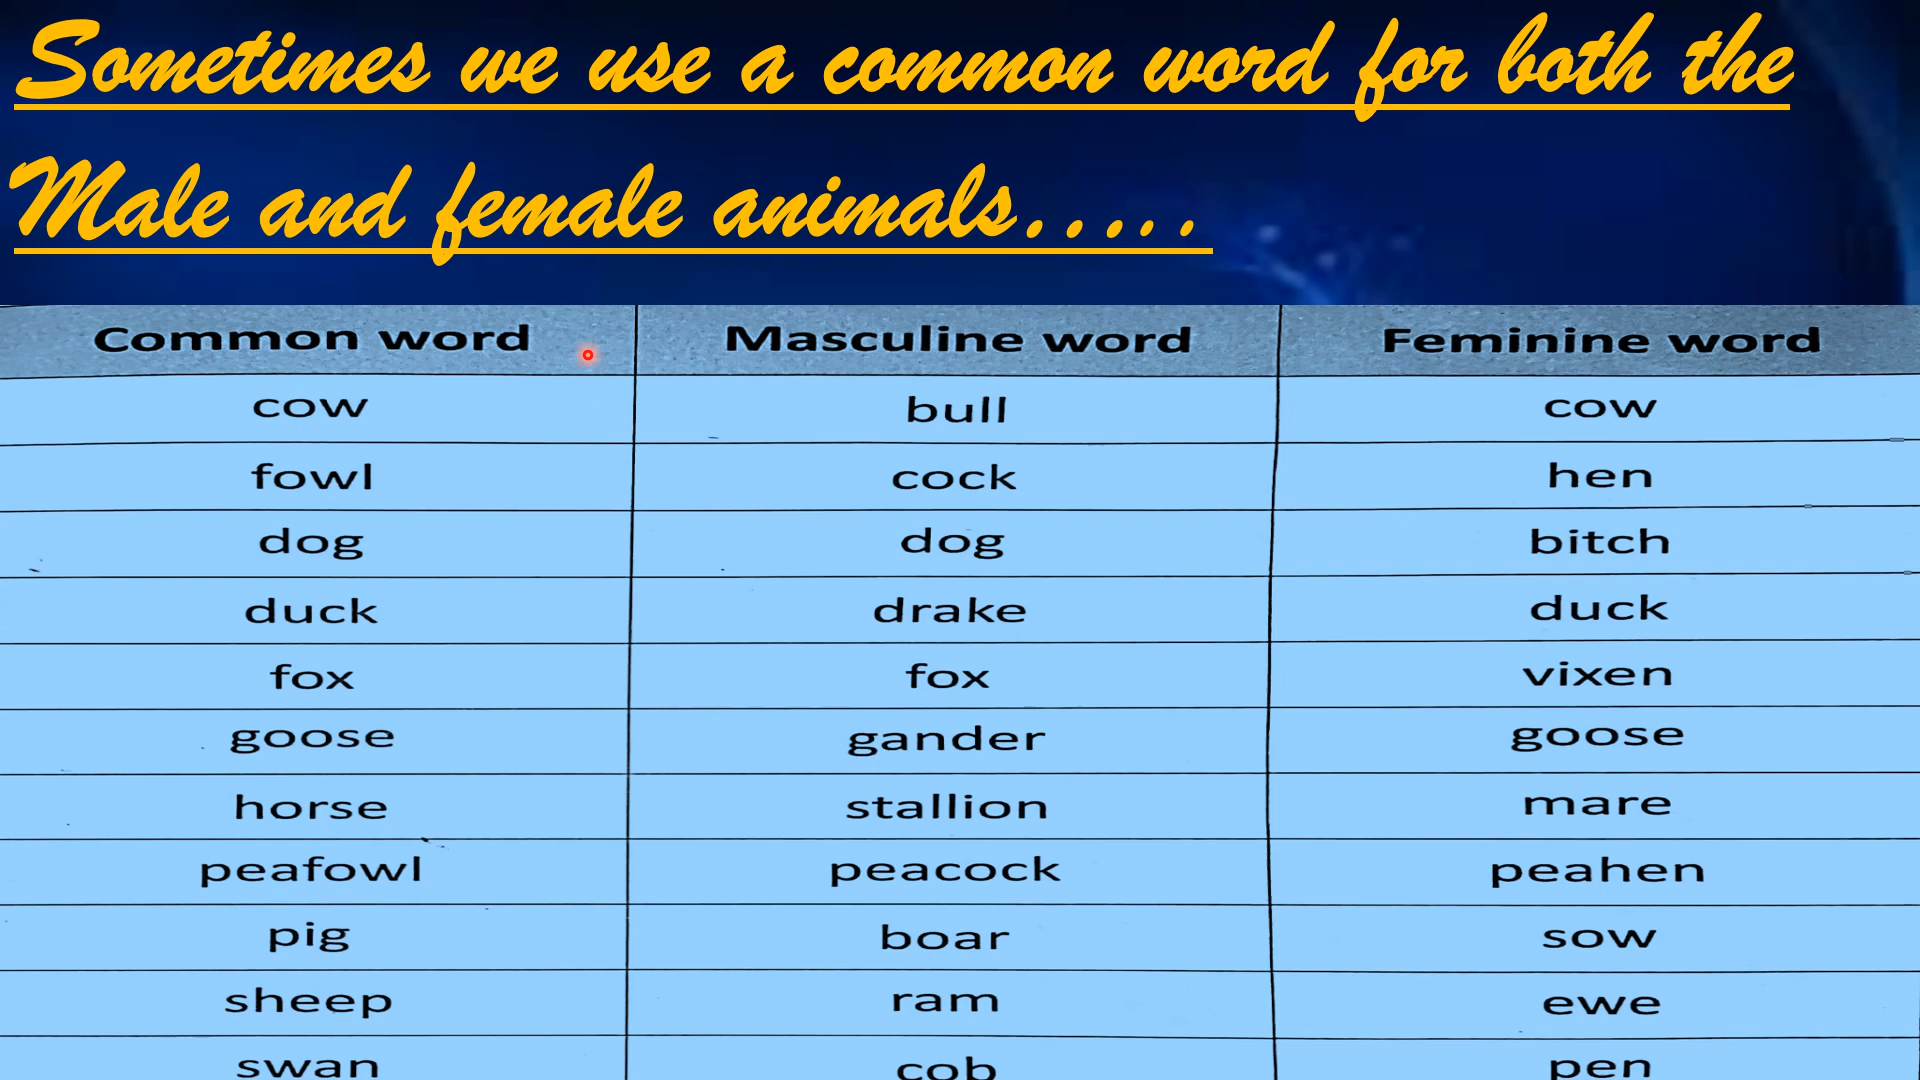 Sometimes we use a common word for both the
Male and female animals.....
Common word Masculine word Feminine word
cow bull cow
fowl cock hen
dog dog bitch
duck drake duck
fox fox vixen
goose gander goose
horse stallion mare
peafowl peacock peahen
pig boar sow
sheep ram ewe
swan cob pen